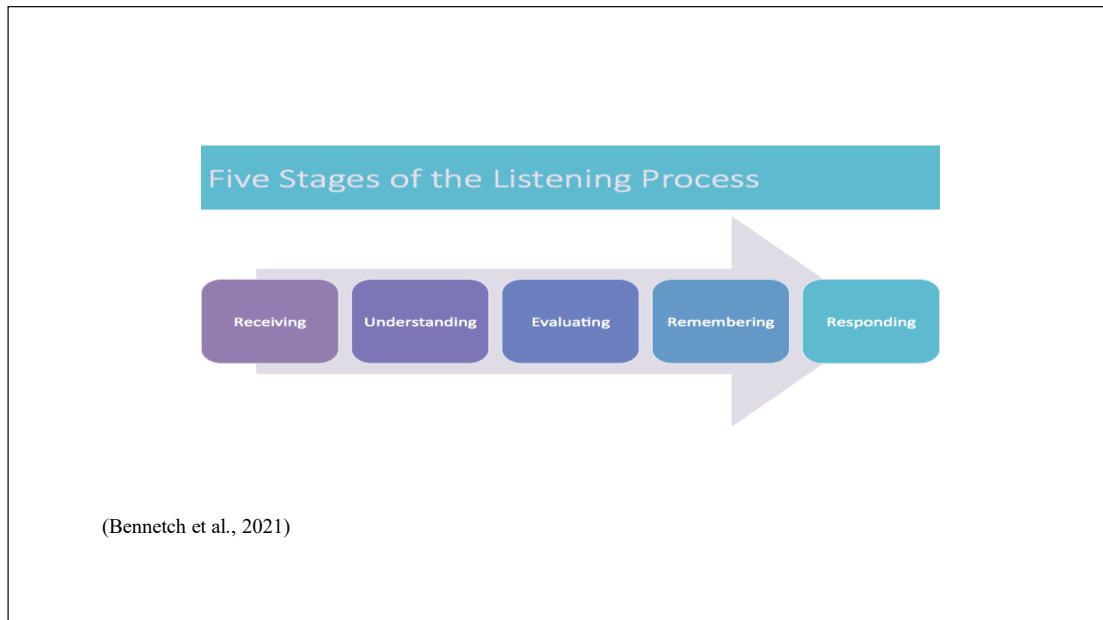 Five Stages of the Listening Process
Receiving
Understanding
Evaluating
Remembering
Responding
(Bennetch et al., 2021)